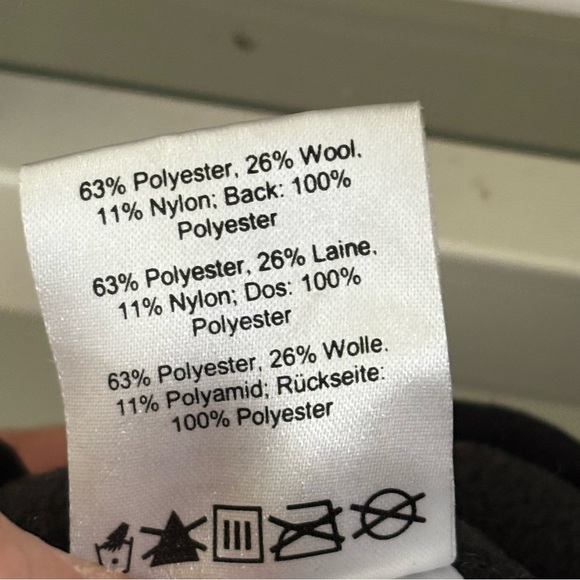 63% Polyester, 26% Wool,
11% Nylon; Back: 100%
Polyester
63% Polyester, 26% Laine,
11% Nylon; Dos: 100%
Polyester
63% Polyester, 26% Wolle,
11% Polyamid; Rückseite:
100% Polyester